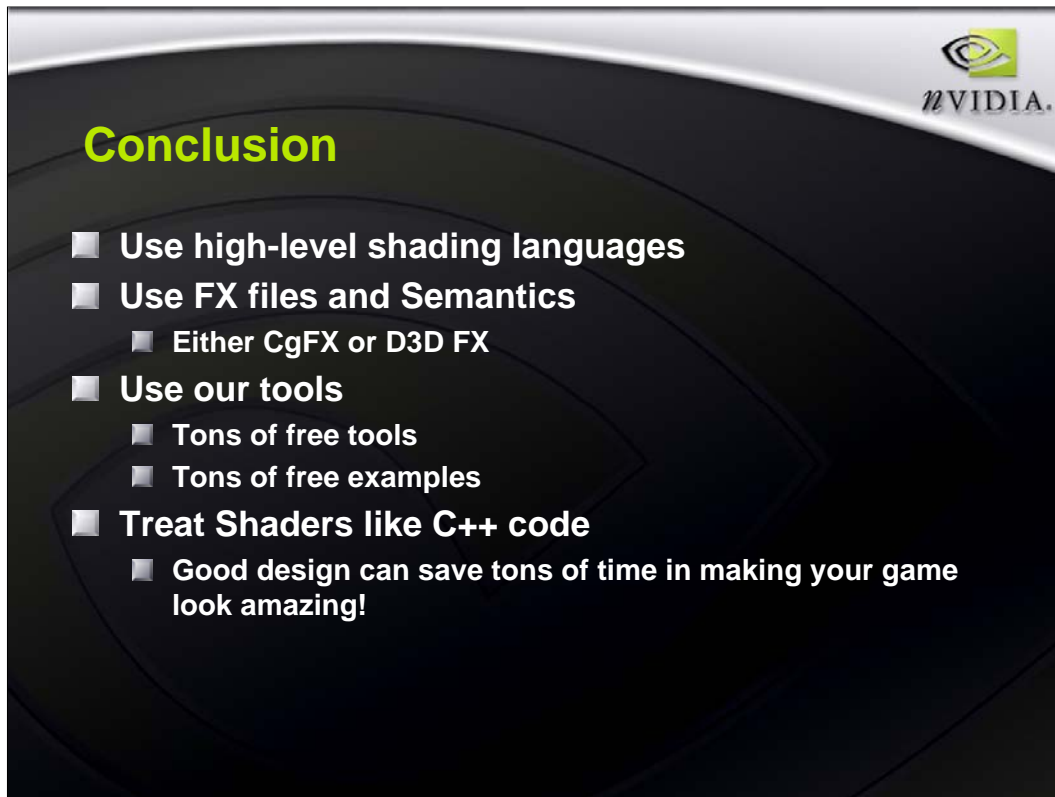 nVIDIA.
Conclusion
Use high-level shading languages
Use FX files and Semantics
Either CgFX or D3D FX
Use our tools
Tons of free tools
Tons of free examples
Treat Shaders like C++ code
Good design can save tons of time in making your game
look amazing!